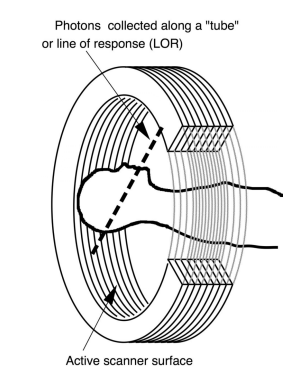 Photons collected along a "tube"
or line of response (LOR)
Active scanner surface